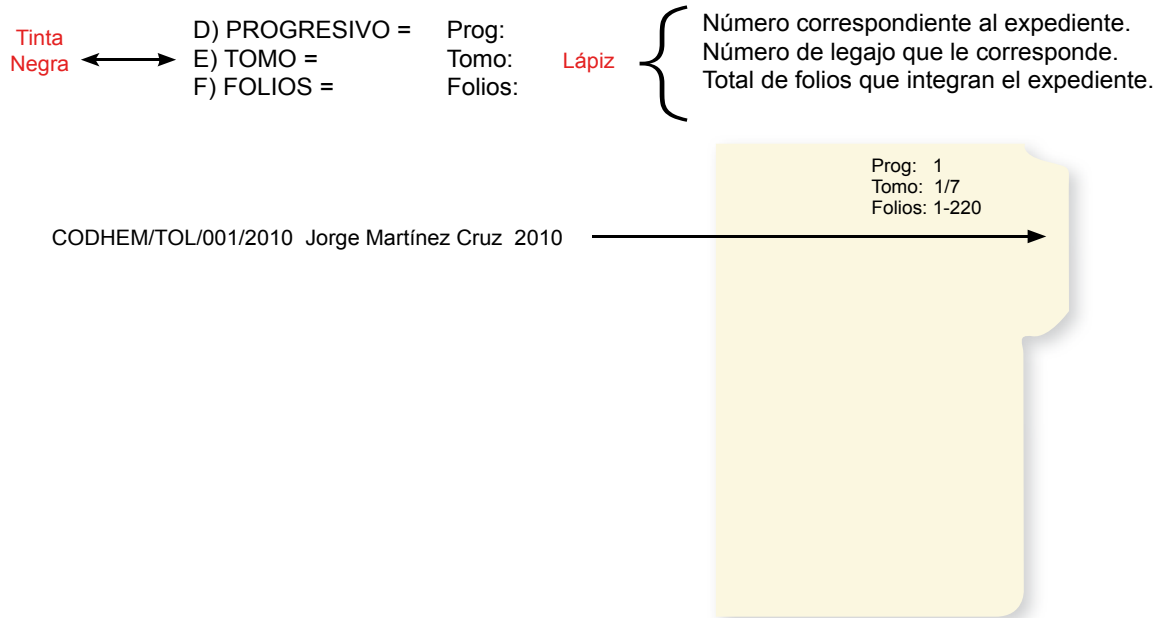 Tinta
Negra
D) PROGRESIVO = Prog:
E) TOMO = Tomo:
F) FOLIOS = Folios:
Lápiz
Número correspondiente al expediente.
Número de legajo que le corresponde.
Total de folios que integran el expediente.
Prog: 1
Tomo: 1/7
Folios: 1-220
CODHEM/TOL/001/2010 Jorge Martínez Cruz 2010